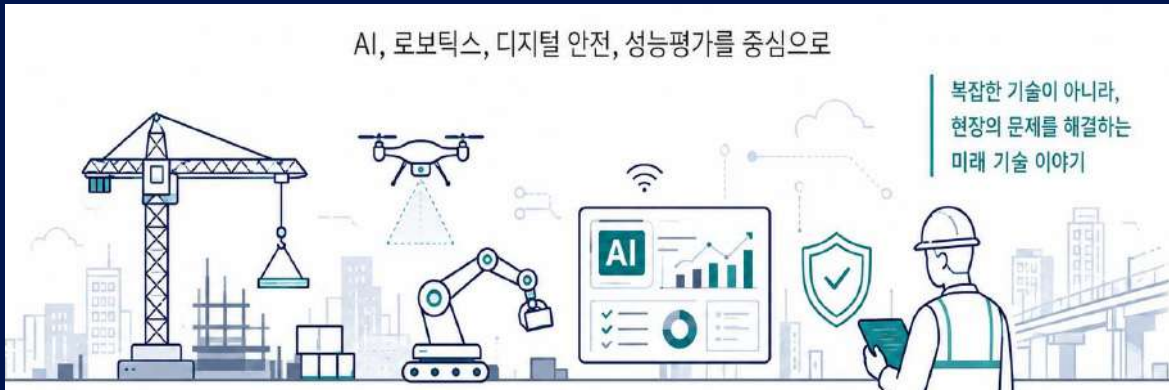 AI, 로보틱스, 디지털 안전, 성능평가를 중심으로
복잡한 기술이 아니라,
현장의 문제를 해결하는
미래 기술 이야기
AI